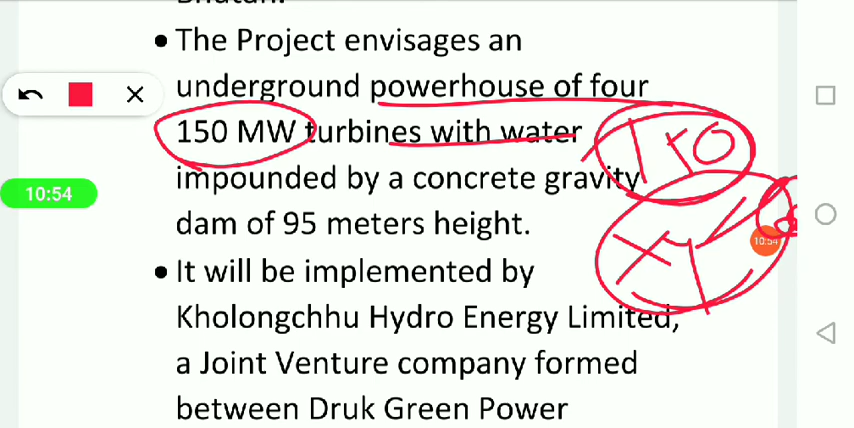 • The Project envisages an
underground powerhouse of four
150 MW turbines with water
impounded by a concrete gravity
dam of 95 meters height.
• It will be implemented by
Kholongchhu Hydro Energy Limited,
a Joint Venture company formed
between Druk Green Power
10:54
10:54